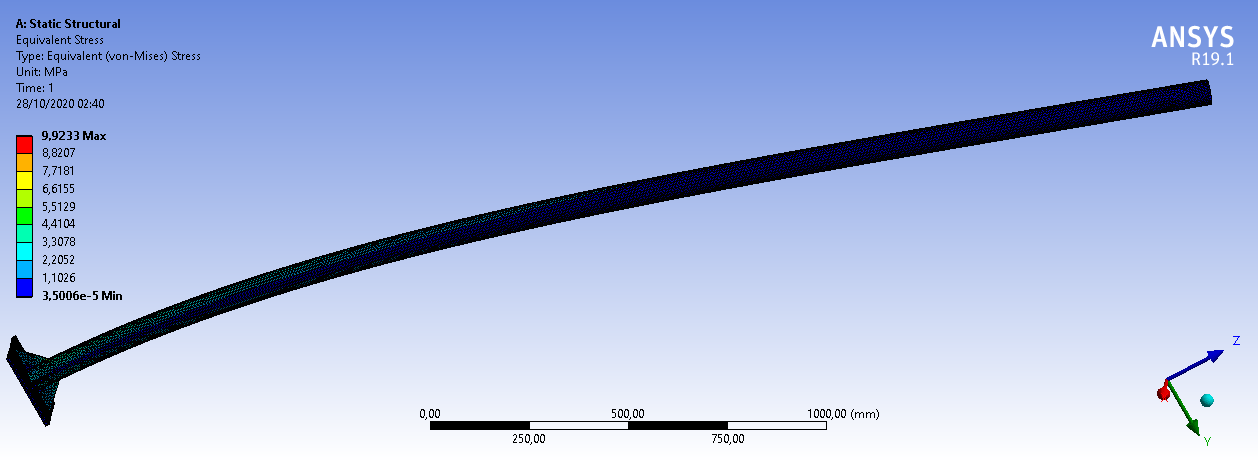 A: Static Structural
Equivalent Stress
Type: Equivalent (von-Mises) Stress
Unit: MPa
Time: 1
28/10/2020 02:40
ANSYS
R19.1
9,9233 Max
8,8207
7,7181
6,6155
5,5129
4,4104
3,3078
2,2052
1,1026
3,5006e-5 Min
0,00 500,00 1000,00 (mm)
250,00 750,00
Z
X
Y